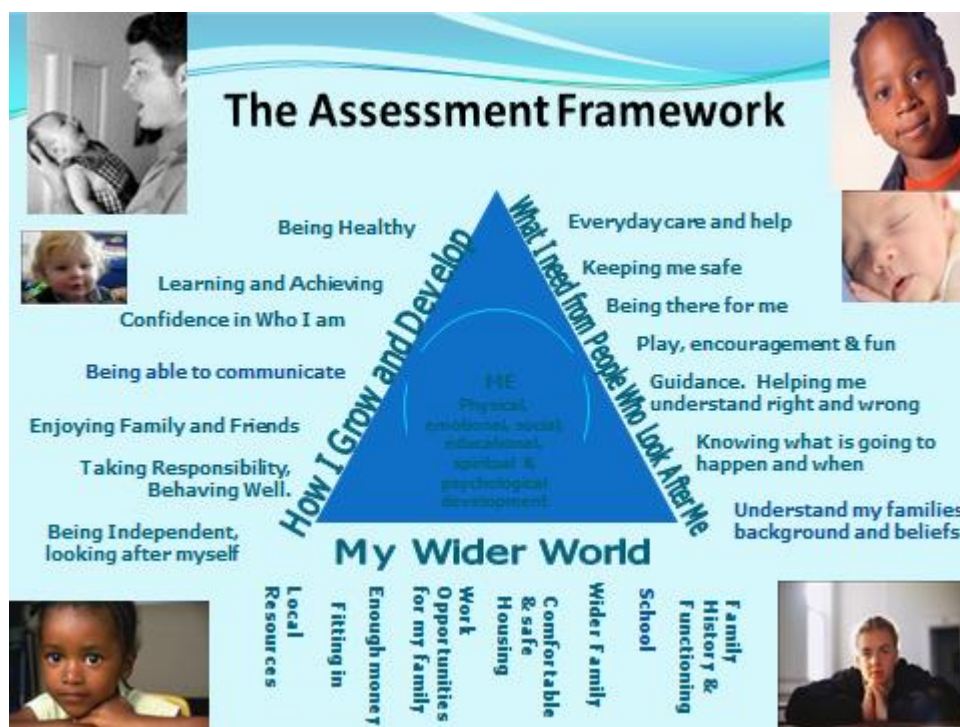 The Assessment Framework
How I Grow and Develop
Being Healthy
Learning and Achieving
Confidence in Who I am
Being able to communicate
Enjoying Family and Friends
Taking Responsibility,
Behaving Well.
Being Independent,
looking after myself
What I need from People Who Look After Me
Everyday care and help
Keeping me safe
Being there for me
Play, encouragement & fun
Guidance. Helping me
understand right and wrong
Knowing what is going to
happen and when
Understand my families
background and beliefs
ME
Physical,
emotional, social,
educational,
spiritual &
psychological
development
My Wider World
Local
Resources
Fitting in
Enough money
Work
Opportunities
for my family
Comfortable
& safe
Housing
Wider Family
School
Family
History &
Functioning